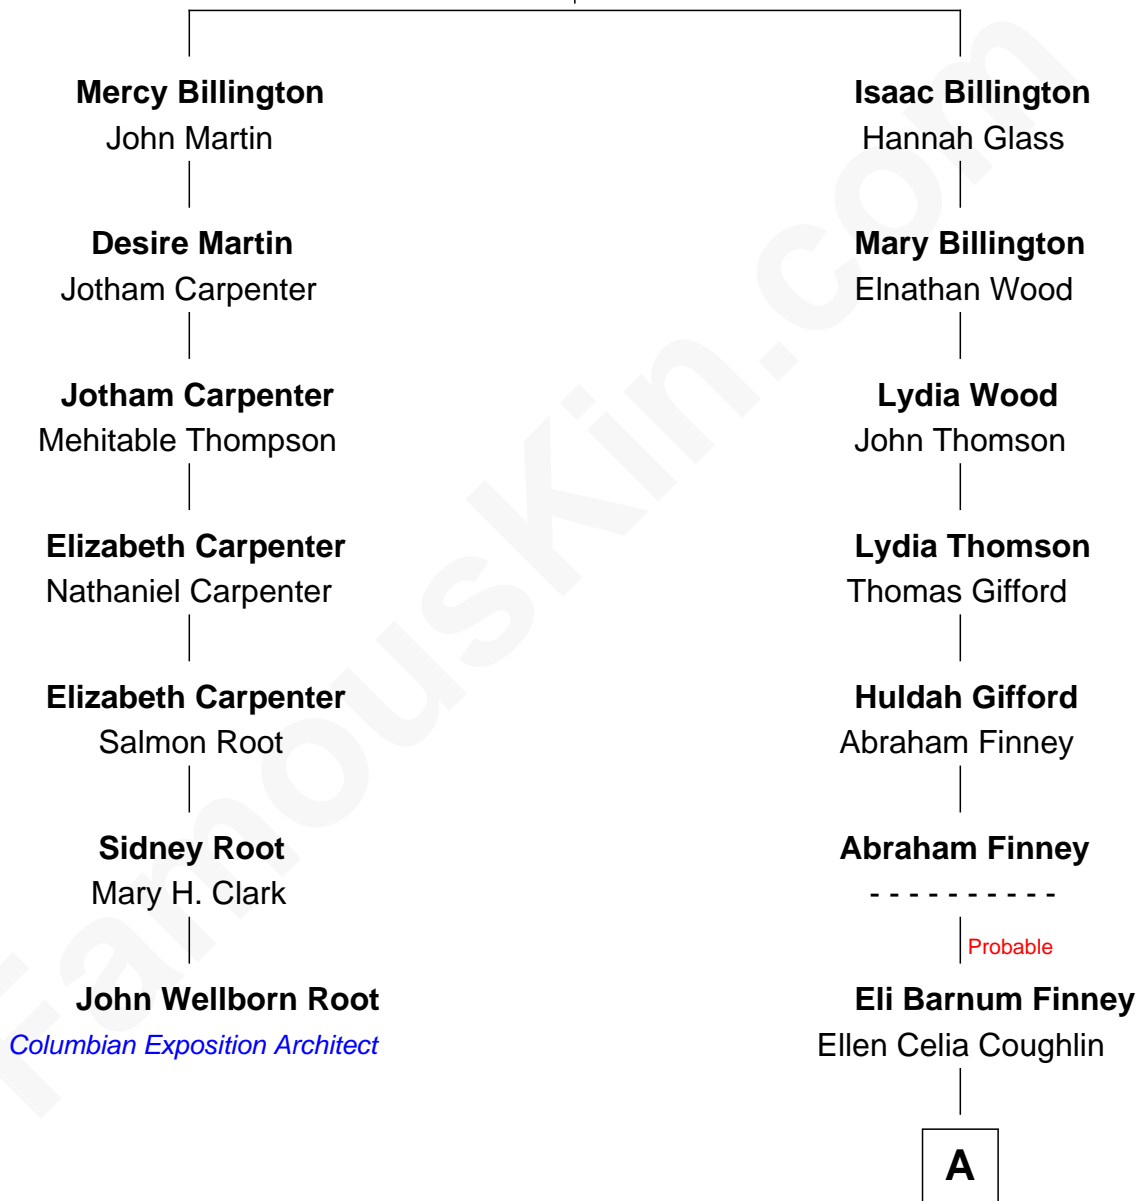 Mercy Billington
John Martin
Isaac Billington
Hannah Glass
Desire Martin
Jotham Carpenter
Mary Billington
Elnathan Wood
Jotham Carpenter
Mehitable Thompson
Lydia Wood
John Thomson
Elizabeth Carpenter
Nathaniel Carpenter
Lydia Thomson
Thomas Gifford
Elizabeth Carpenter
Salmon Root
Huldah Gifford
Abraham Finney
Sidney Root
Mary H. Clark
Abraham Finney
- - - - - - - - - -
Probable
John Wellborn Root
Columbian Exposition Architect
Eli Barnum Finney
Ellen Celia Coughlin
A
FamousKin.com